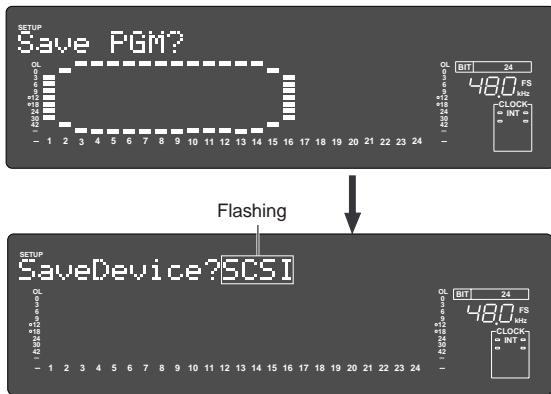 SETUP
Save PGM?
OL
0
3
6
9
12
18
24
30
42
–
– 1 2 3 4 5 6 7 8 9 10 11 12 13 14 15 16 17 18 19 20 21 22 23 24
OL
0
3
6
9
12
18
24
30
42
–
–
BIT 24
48.0 FS
kHz
CLOCK
INT
Flashing
SETUP
SaveDevice?SCSI
OL
0
3
6
9
12
18
24
30
42
–
– 1 2 3 4 5 6 7 8 9 10 11 12 13 14 15 16 17 18 19 20 21 22 23 24
OL
0
3
6
9
12
18
24
30
42
–
–
BIT 24
48.0 FS
kHz
CLOCK
INT